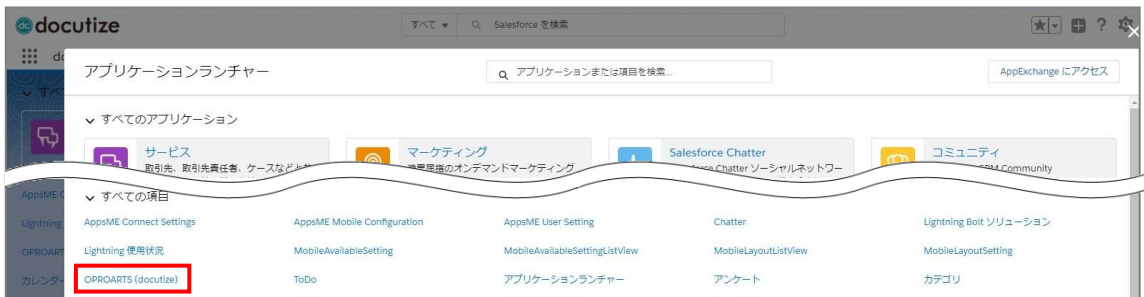 docutize
すべて
Salesforce を検索
アプリケーションランチャー
アプリケーションまたは項目を検索...
AppExchange にアクセス
すべてのアプリケーション
サービス
マーケティング
Salesforce Chatter
コミュニティ
取引先、取引先責任者、ケースなどと
のオンデマンドマーケティング
Chatter ソーシャルネットワー
Community
すべての項目
AppsME Connect Settings
AppsME Mobile Configuration
AppsME User Setting
Chatter
Lightning Bolt ソリューション
Lightning
Lightning 使用状況
MobileAvailableSetting
MobileAvailableSettingListView
MobileLayoutListView
MobileLayoutSetting
カレンダー
OPROARTS (docutize)
ToDo
アプリケーションランチャー
アンケート
カテゴリ